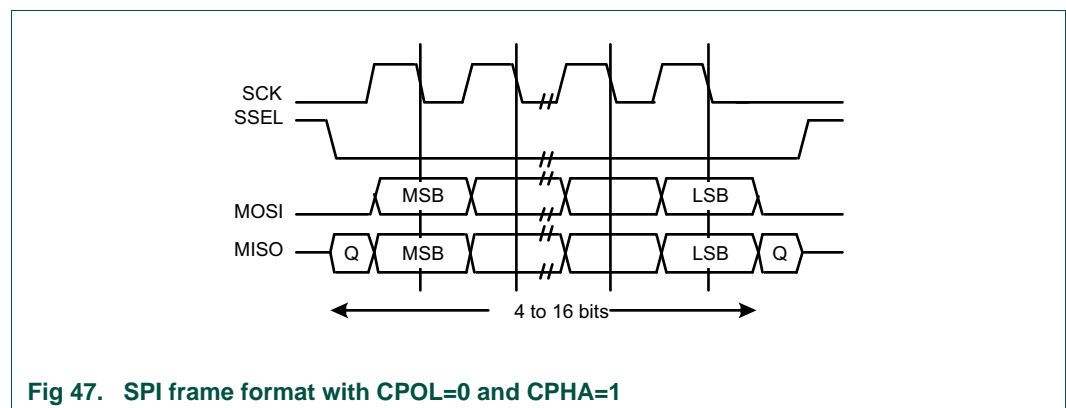 SCK
SSEL
MOSI MSB LSB
MISO Q MSB LSB Q
4 to 16 bits
Fig 47. SPI frame format with CPOL=0 and CPHA=1